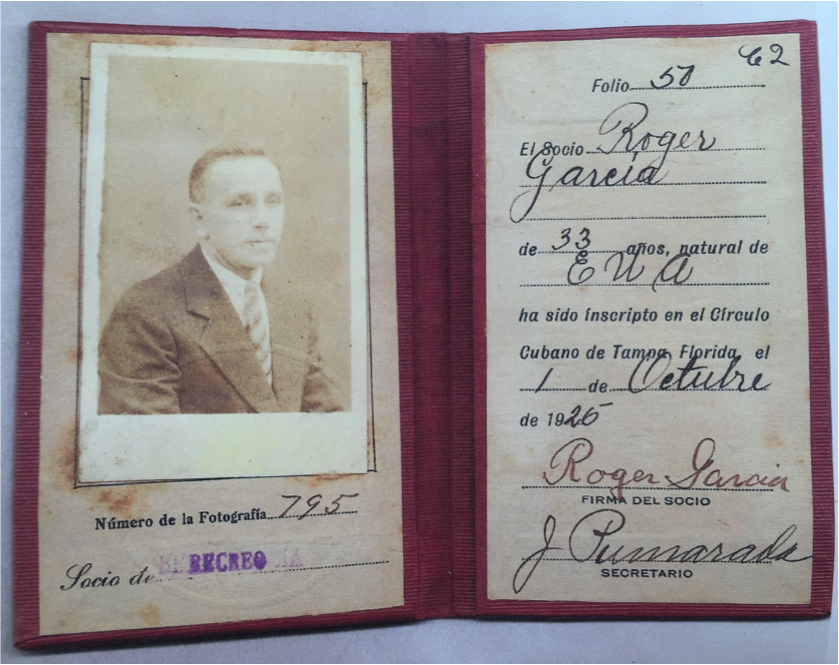 Número de la Fotografía 795
Socio de RECREO
62
Folio 50
El Socio Roger
García
de 33 años, natural de
E U A
ha sido inscripto en el Círculo
Cubano de Tampa, Florida, el
1 de Octubre
de 1925
Roger Garcia
FIRMA DEL SOCIO
J Pumarada
SECRETARIO